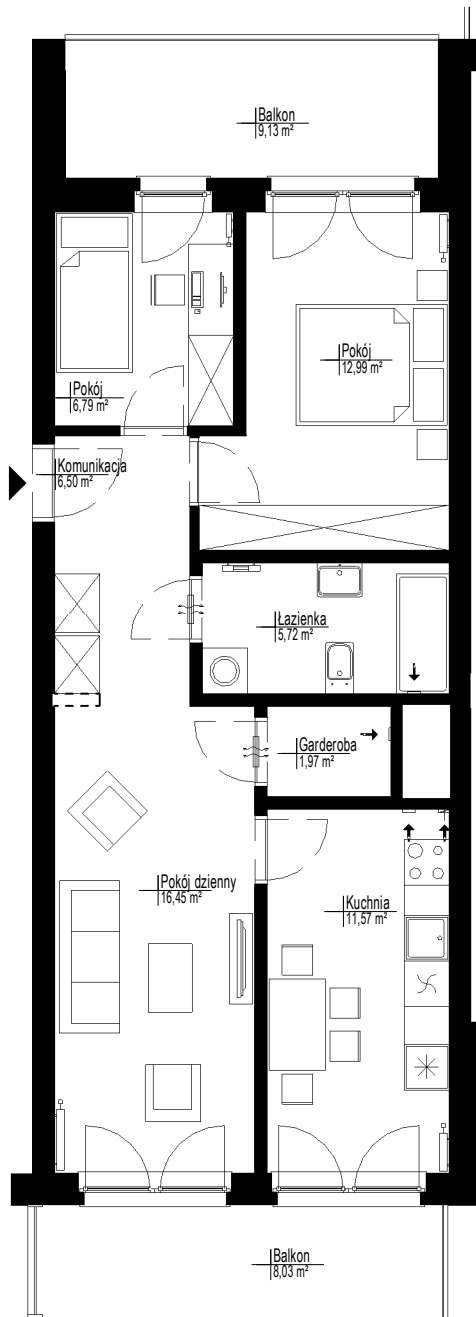 Balkon
9,13 m²
Pokój
12,99 m²
Pokój
6,79 m²
Komunikacja
6,50 m²
Łazienka
5,72 m²
Garderoba
1,97 m²
Pokój dzienny
16,45 m²
Kuchnia
11,57 m²
Balkon
8,03 m²